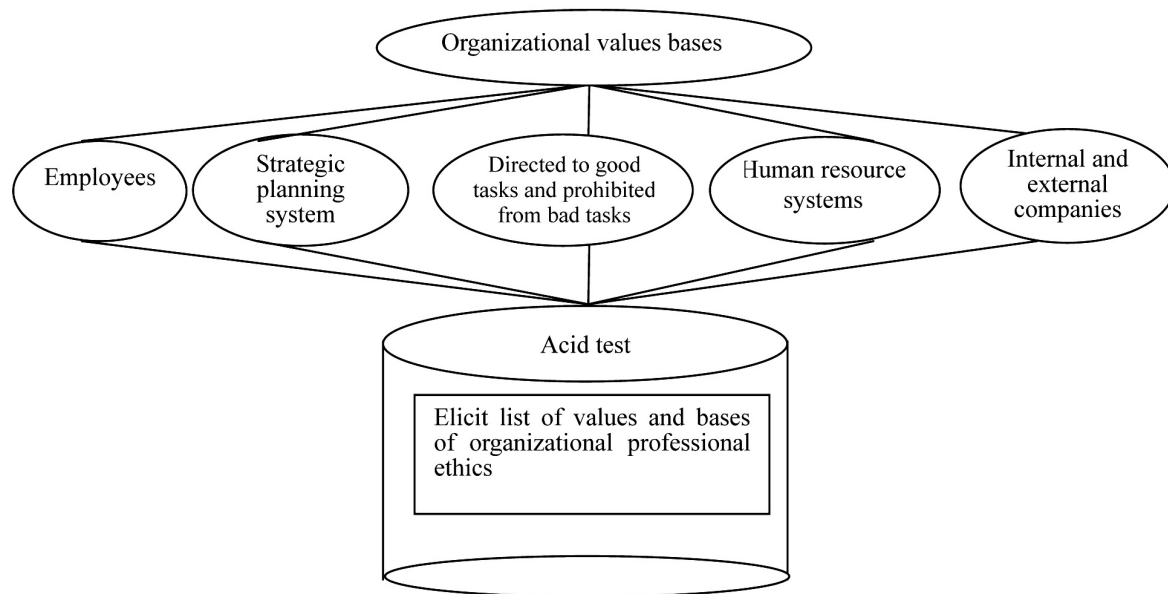 Organizational values bases
Employees
Strategic
planning
system
Directed to good
tasks and prohibited
from bad tasks
Human resource
systems
Internal and
external
companies
Acid test
Elicit list of values and bases
of organizational professional
ethics